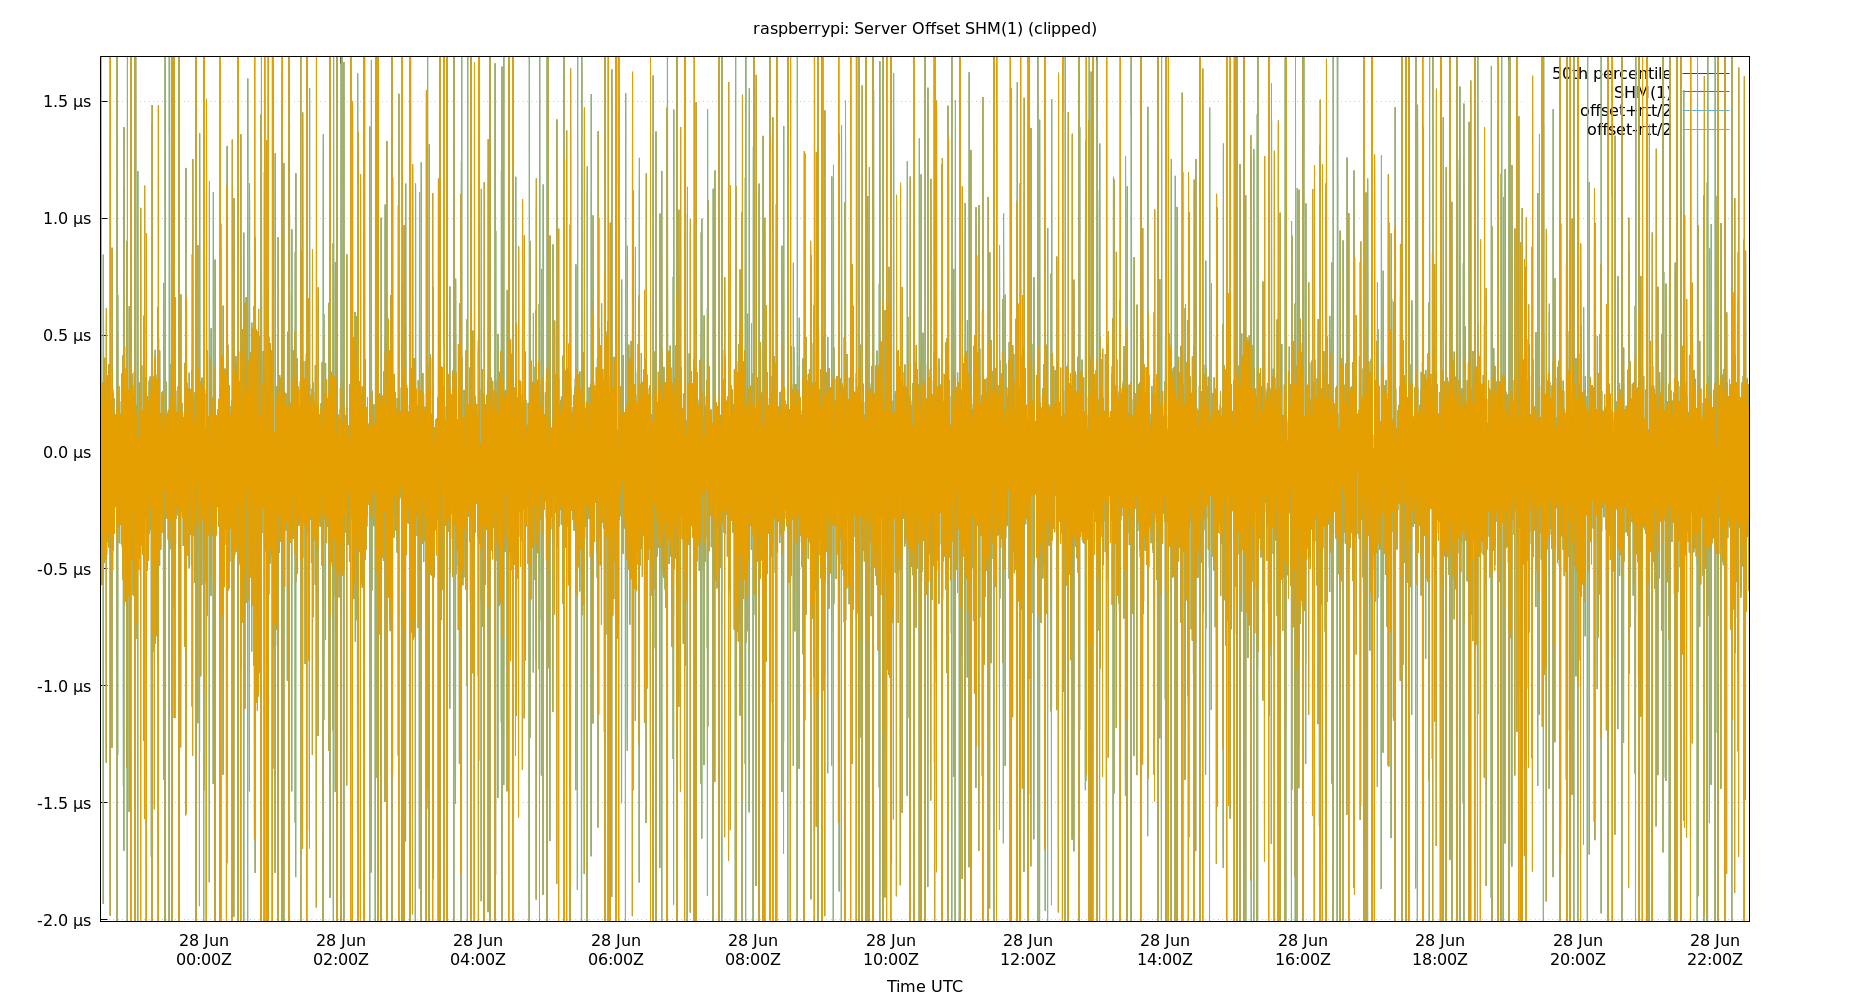 raspberrypi: Server Offset SHM(1) (clipped)
50th percentile
SHM(1)
offset+rtt/2
offset-rtt/2
1.5 µs
1.0 µs
0.5 µs
0.0 µs
-0.5 µs
-1.0 µs
-1.5 µs
-2.0 µs
28 Jun 28 Jun 28 Jun 28 Jun 28 Jun 28 Jun 28 Jun 28 Jun 28 Jun 28 Jun 28 Jun 28 Jun
00:00Z 02:00Z 04:00Z 06:00Z 08:00Z 10:00Z 12:00Z 14:00Z 16:00Z 18:00Z 20:00Z 22:00Z
Time UTC